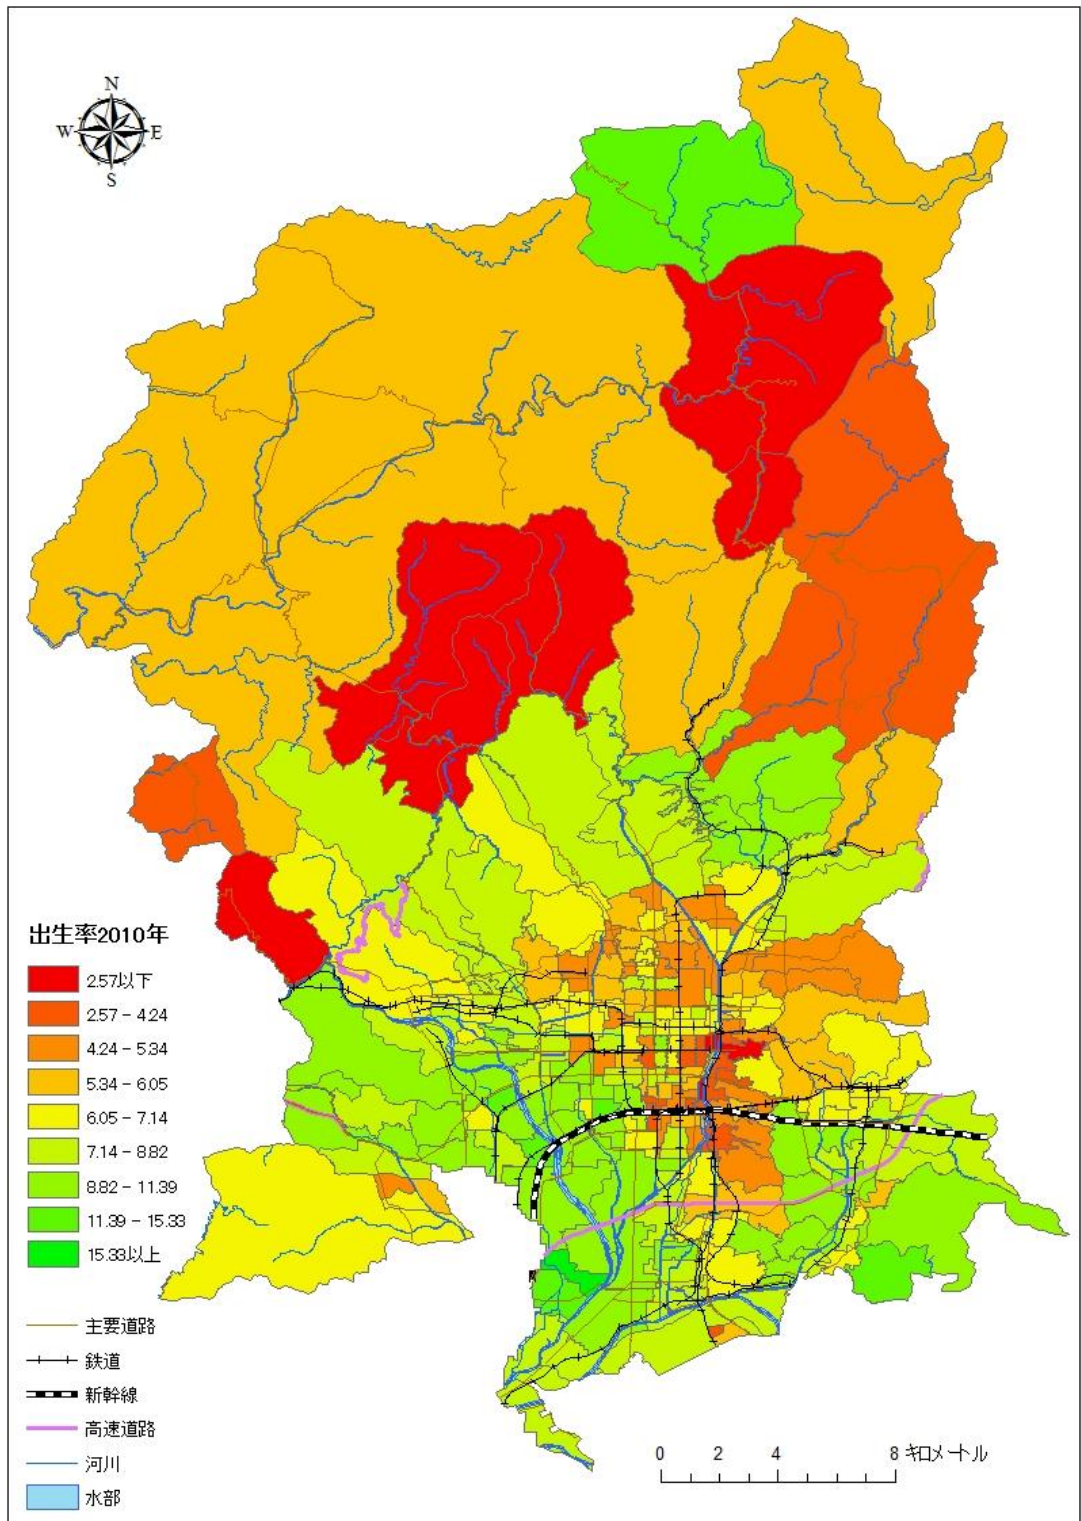 N
W E
S
出生率2010年
2.57以下
2.57 - 4.24
4.24 - 5.34
5.34 - 6.05
6.05 - 7.14
7.14 - 8.82
8.82 - 11.39
11.39 - 15.33
15.33以上
主要道路
鉄道
新幹線
高速道路
河川
水部
0 2 4 8 キロメートル